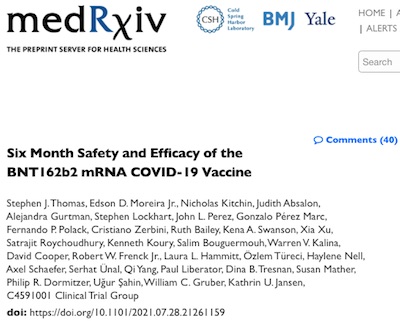 medRxiv
THE PREPRINT SERVER FOR HEALTH SCIENCES
CSH
Cold
Spring
Harbor
Laboratory
BMJ Yale
HOME | A
| ALERTS
Search
Comments (40)
Six Month Safety and Efficacy of the
BNT162b2 mRNA COVID-19 Vaccine
Stephen J. Thomas, Edson D. Moreira Jr., Nicholas Kitchin, Judith Absalon,
Alejandra Gurtman, Stephen Lockhart, John L. Perez, Gonzalo Pérez Marc,
Fernando P. Polack, Cristiano Zerbini, Ruth Bailey, Kena A. Swanson, Xia Xu,
Satrajit Roychoudhury, Kenneth Koury, Salim Bouguermouh, Warren V. Kalina,
David Cooper, Robert W. Frenck Jr., Laura L. Hammitt, Özlem Türeci, Haylene Nell,
Axel Schaefer, Serhat Ünal, Qi Yang, Paul Liberator, Dina B. Tresnan, Susan Mather,
Philip R. Dormitzer, Uğur Şahin, William C. Gruber, Kathrin U. Jansen,
C4591001 Clinical Trial Group
doi: https://doi.org/10.1101/2021.07.28.21261159